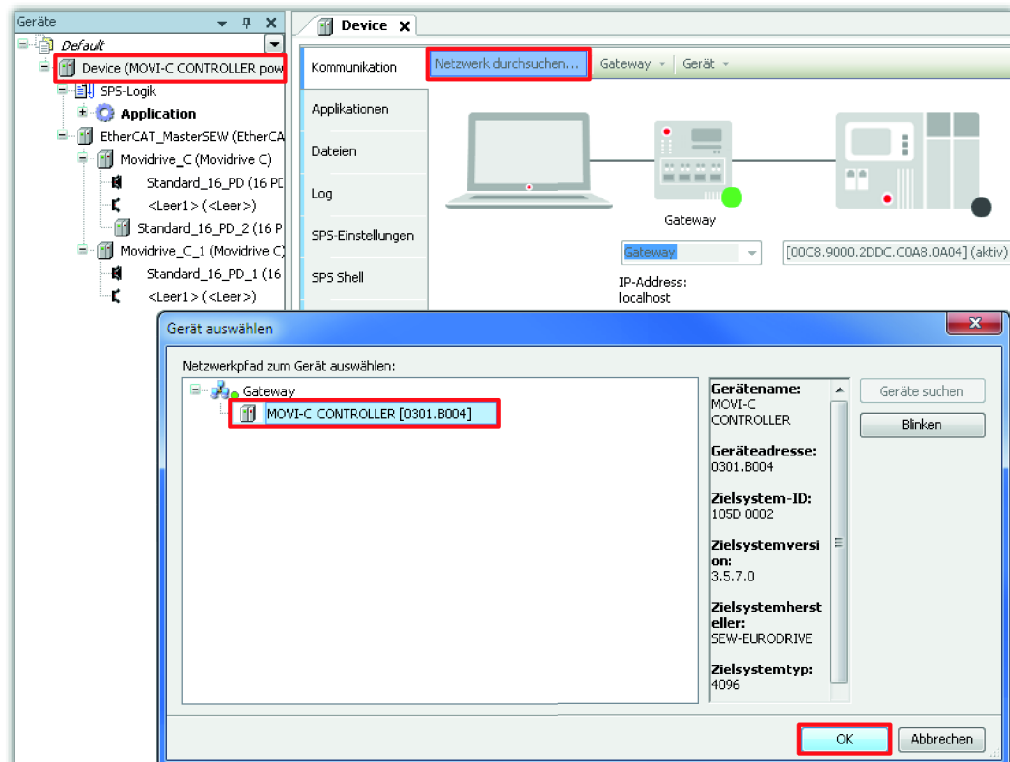 Geräte
Default
Device (MOVI-C CONTROLLER pow
SPS-Logik
Application
EtherCAT_MasterSEW (EtherCA
Movidrive_C (Movidrive C)
Standard_16_PD (16 PD
<Leer1> (<Leer>)
Standard_16_PD_2 (16 P
Movidrive_C_1 (Movidrive C)
Standard_16_PD_1 (16
<Leer1> (<Leer>)
Device
Kommunikation
Applikationen
Dateien
Log
SPS-Einstellungen
SPS Shell
Netzwerk durchsuchen... Gateway Gerät
Gateway
Gateway [00C8.9000.2DDC.C0A8.0A04] (aktiv)
IP-Address:
localhost
Gerät auswählen
Netzwerkpfad zum Gerät auswählen:
Gateway
MOVI-C CONTROLLER [0301.B004]
Gerätename:
MOVI-C
CONTROLLER
Geräteadresse:
0301.B004
Zielsystem-ID:
105D 0002
Zielsystemversi
on:
3.5.7.0
Zielsystemherst
eller:
SEW-EURODRIVE
Zielsystemtyp:
4096
Geräte suchen
Blinken
OK
Abbrechen